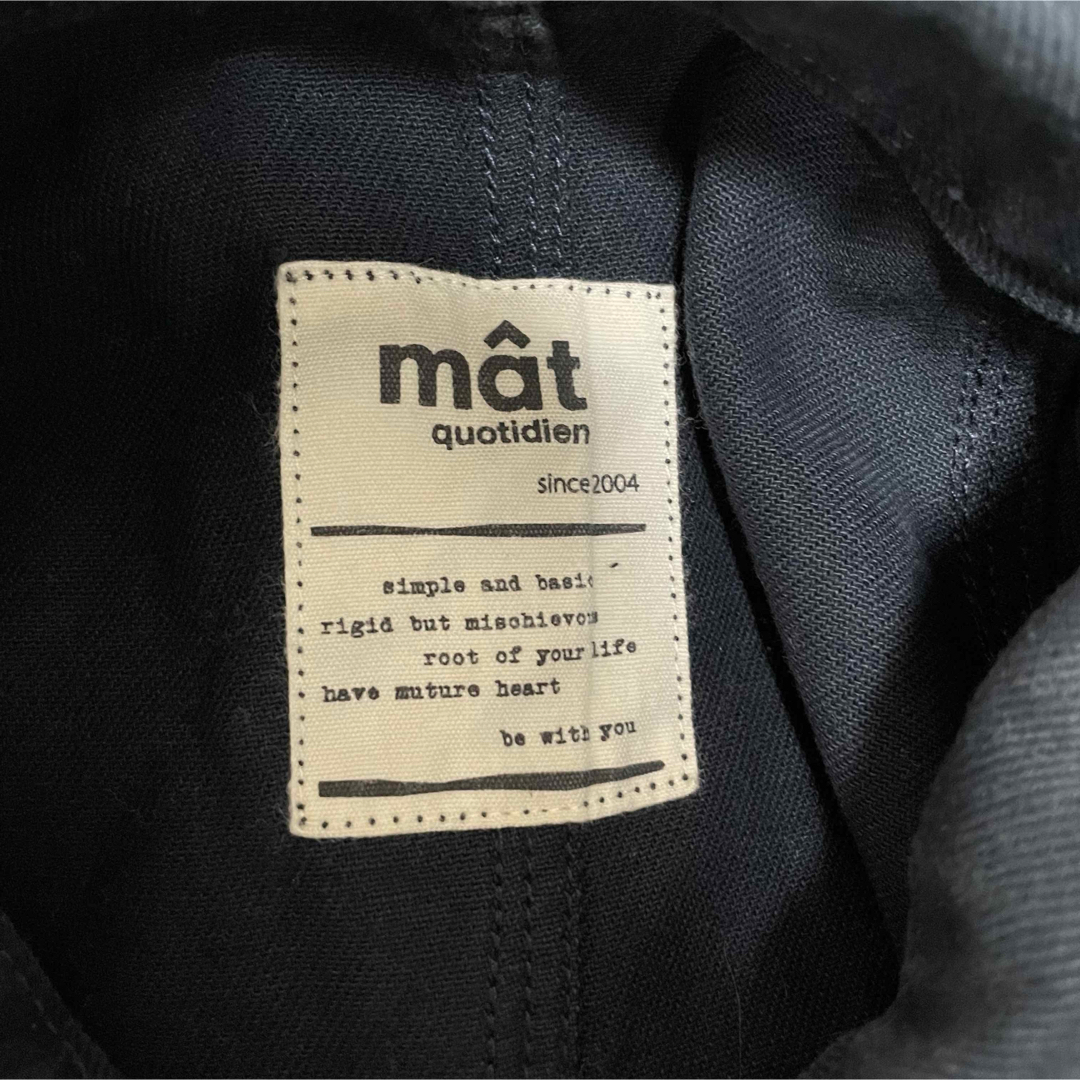 mât
quotidien
since2004
simple and basic
rigid but mischievous
root of your life
have muture heart
be with you